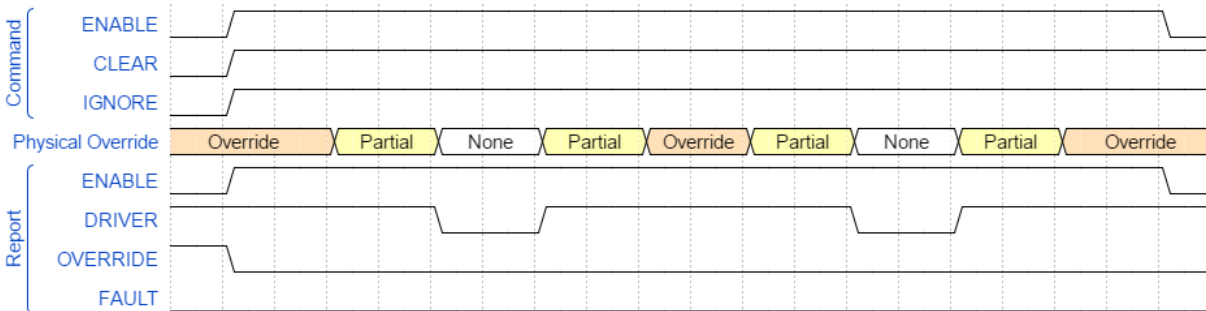 Command
ENABLE
CLEAR
IGNORE
Physical Override Override Partial None Partial Override Partial None Partial Override
Report
ENABLE
DRIVER
OVERRIDE
FAULT